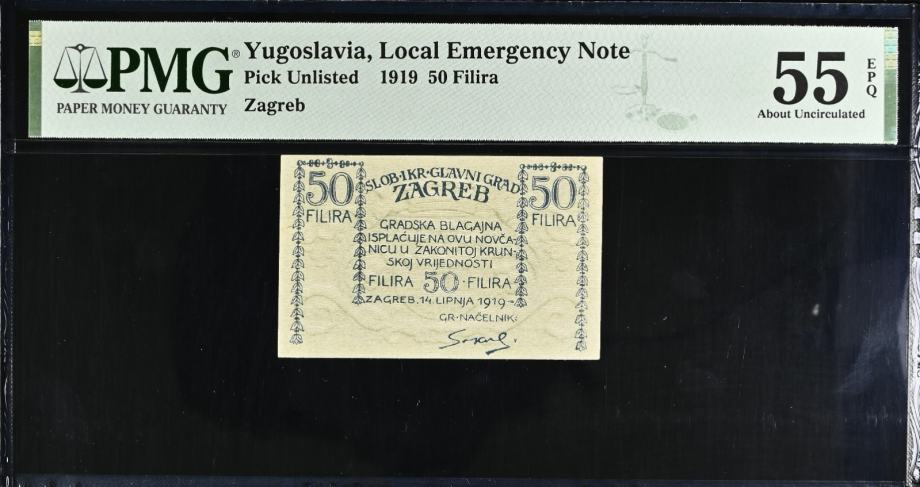 PMG®
PAPER MONEY GUARANTY
Yugoslavia, Local Emergency Note
Pick Unlisted 1919 50 Filira
Zagreb
55 EPQ
About Uncirculated
50 FILIRA
SLOB·I KR·GLAVNI GRAD
ZAGREB
50 FILIRA
GRADSKA BLAGAJNA
ISPLAĆUJE NA OVU NOVČA-
NICU U ZAKONITOJ KRUN-
SKOJ VRIJEDNOSTI
FILIRA 50·FILIRA
ZAGREB, 14 LIPNJA 1919-
GR·NAČELNIK: